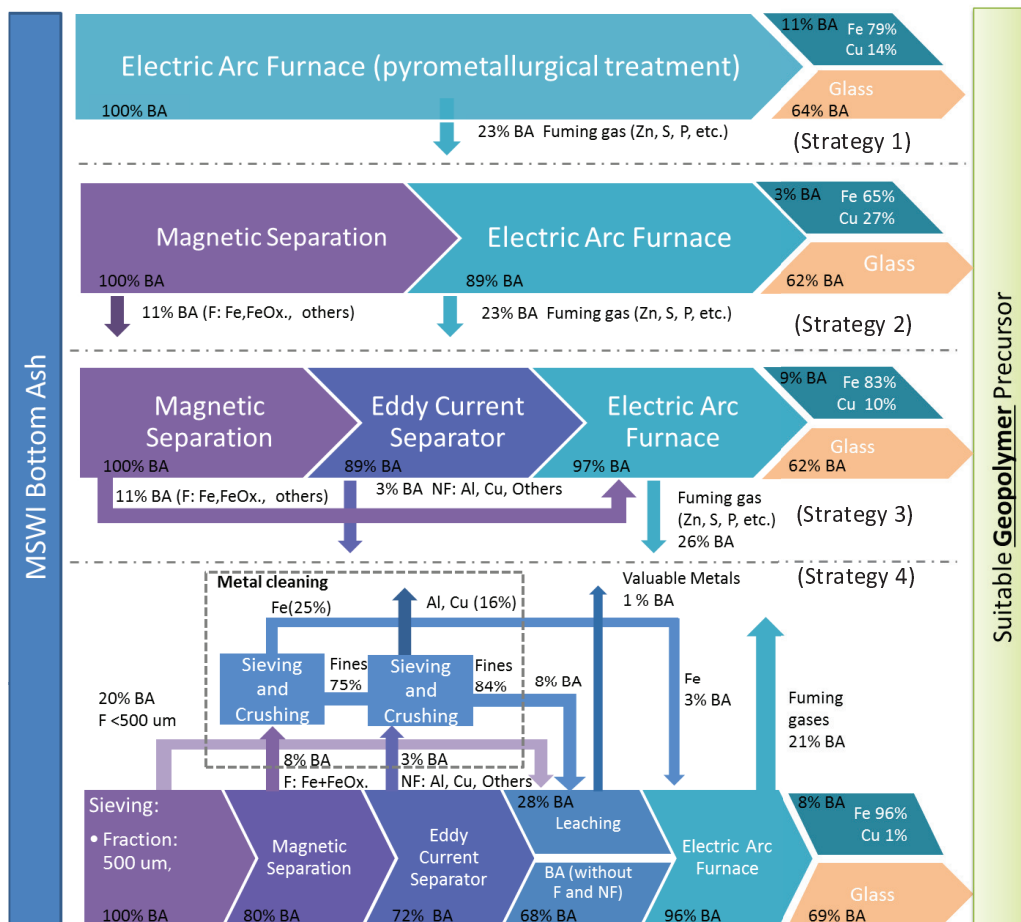 MSWI Bottom Ash
Electric Arc Furnace (pyrometallurgical treatment)
100% BA
11% BA
Fe 79%
Cu 14%
Glass
64% BA
23% BA  Fuming gas (Zn, S, P, etc.)
(Strategy 1)
Magnetic Separation
100% BA
Electric Arc Furnace
89% BA
3% BA
Fe 65%
Cu 27%
Glass
62% BA
11% BA (F: Fe,FeOx.,  others)
23% BA  Fuming gas (Zn, S, P, etc.)
(Strategy 2)
Magnetic
Separation
100% BA
Eddy Current
Separator
89% BA
Electric Arc
Furnace
97% BA
9% BA
Fe 83%
Cu  10%
Glass
62% BA
11% BA (F: Fe,FeOx.,  others)
3% BA  NF: Al, Cu, Others
Fuming gas
(Zn, S, P, etc.)
26% BA
(Strategy 3)
(Strategy 4)
Metal cleaning
Fe(25%)
Al, Cu (16%)
Valuable Metals
1 % BA
Sieving
and
Crushing
Fines
75%
Sieving
and
Crushing
Fines
84%
8% BA
Fe
3% BA
Fuming
gases
21% BA
20% BA
F <500 um
8% BA
F: Fe+FeOx.
3% BA
NF: Al, Cu, Others
Sieving:
• Fraction:
500 um,
100% BA
Magnetic
Separation
80% BA
Eddy
Current
Separator
72% BA
28% BA
Leaching
BA (without
F and NF)
68% BA
Electric Arc
Furnace
96% BA
8% BA
Fe 96%
Cu 1%
Glass
69% BA
Suitable Geopolymer Precursor